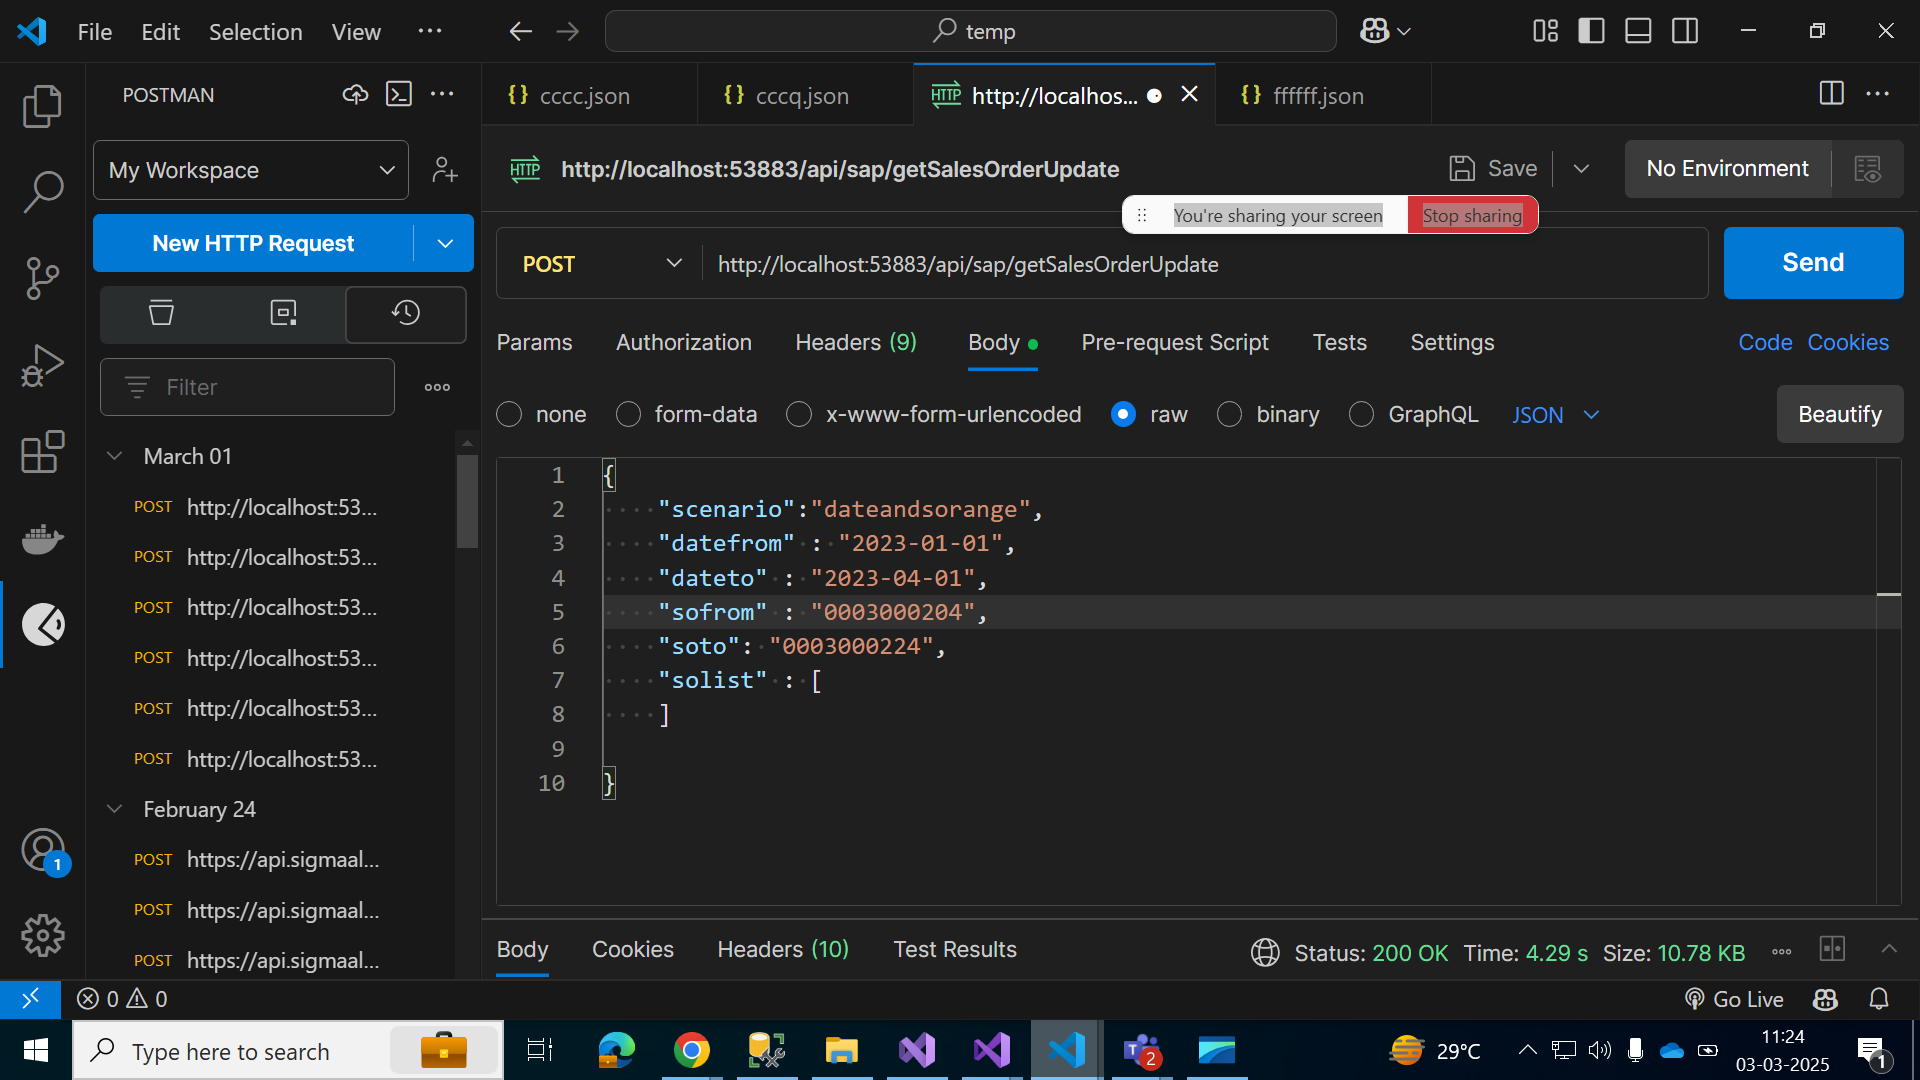 File Edit Selection View ... temp
POSTMAN
{} cccc.json {} cccq.json HTTP http://localhos... {} ffffff.json
My Workspace
HTTP http://localhost:53883/api/sap/getSalesOrderUpdate Save No Environment
You're sharing your screen Stop sharing
New HTTP Request
POST http://localhost:53883/api/sap/getSalesOrderUpdate Send
Params Authorization Headers (9) Body Pre-request Script Tests Settings Code Cookies
Filter
none form-data x-www-form-urlencoded raw binary GraphQL JSON Beautify
March 01
POST http://localhost:53...
POST http://localhost:53...
POST http://localhost:53...
POST http://localhost:53...
POST http://localhost:53...
POST http://localhost:53...
February 24
POST https://api.sigmaal...
POST https://api.sigmaal...
POST https://api.sigmaal...
1 {
2 "scenario":"dateandsorange",
3 "datefrom" : "2023-01-01",
4 "dateto" : "2023-04-01",
5 "sofrom" : "0003000204",
6 "soto": "0003000224",
7 "solist" : [
8 ]
9
10 }
Body Cookies Headers (10) Test Results Status: 200 OK Time: 4.29 s Size: 10.78 KB
1
0 0 Go Live
Type here to search 2 29°C 11:24
03-03-2025 1